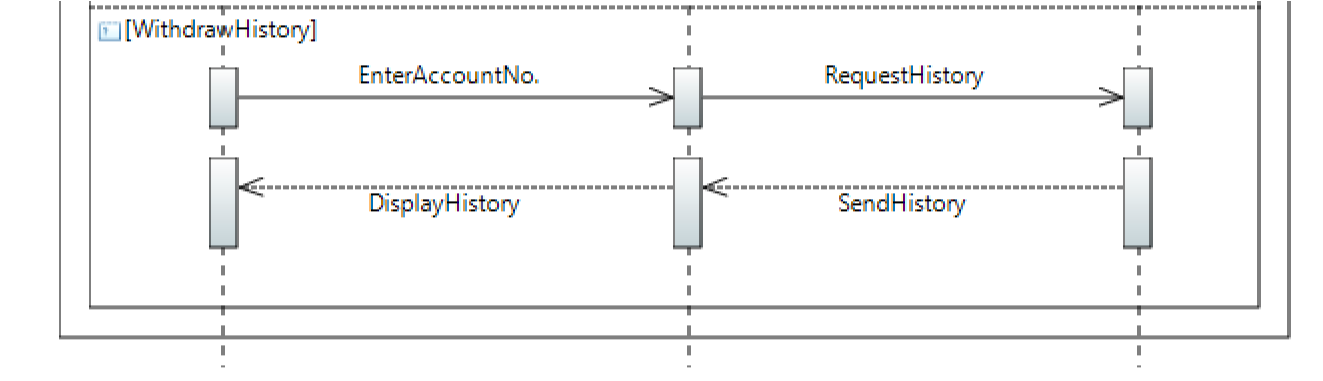 [WithdrawHistory]
EnterAccountNo.
RequestHistory
DisplayHistory
SendHistory